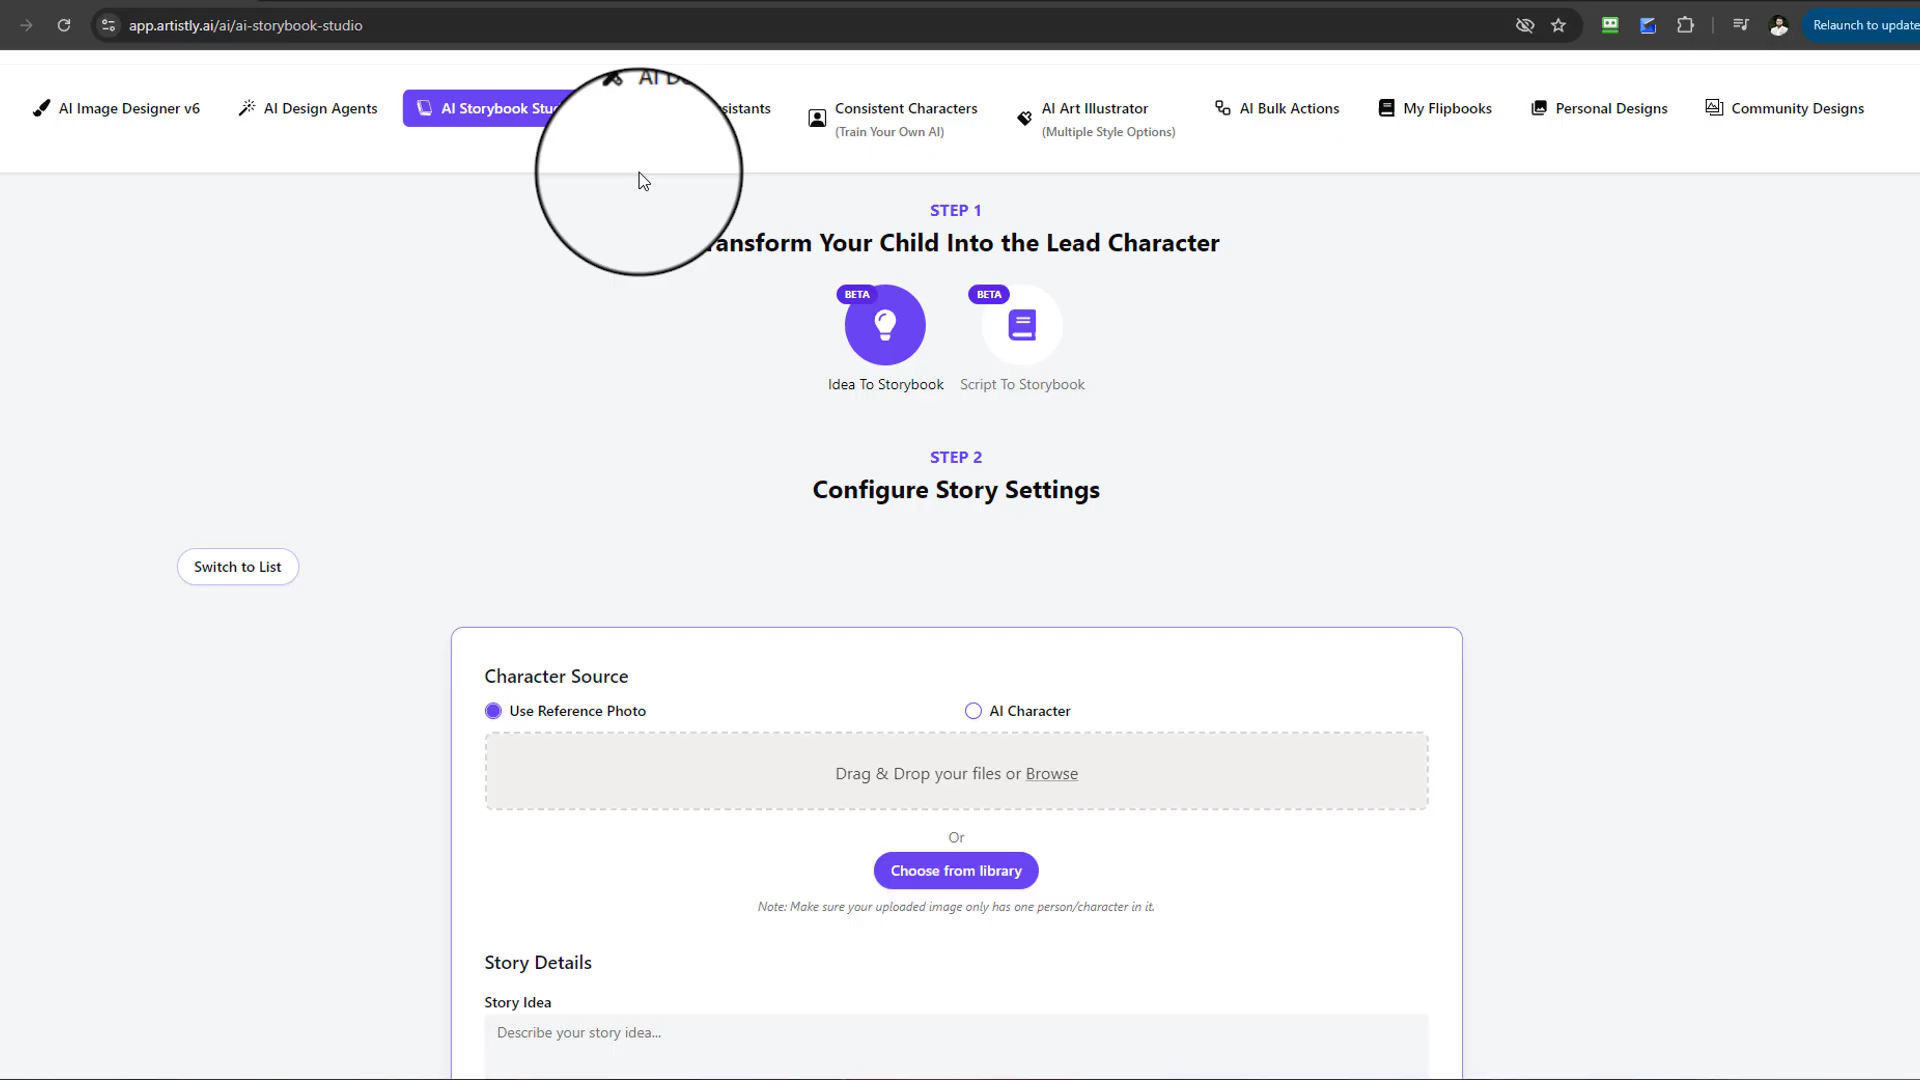 app.artistly.ai/ai/ai-storybook-studio
Relaunch to update
AI Image Designer v6
AI Design Agents
AI Storybook
Consistent Characters
(Train Your Own AI)
AI Art Illustrator
(Multiple Style Options)
AI Bulk Actions
My Flipbooks
Personal Designs
Community Designs
AI
STEP 1
Your Child Into the Lead Character
BETA
BETA
Idea To Storybook
Script To Storybook
STEP 2
Configure Story Settings
Switch to List
Character Source
Use Reference Photo
AI Character
Drag & Drop your files or Browse
Or
Choose from library
Note: Make sure your uploaded image only has one person/character in it.
Story Details
Story Idea
Describe your story idea...